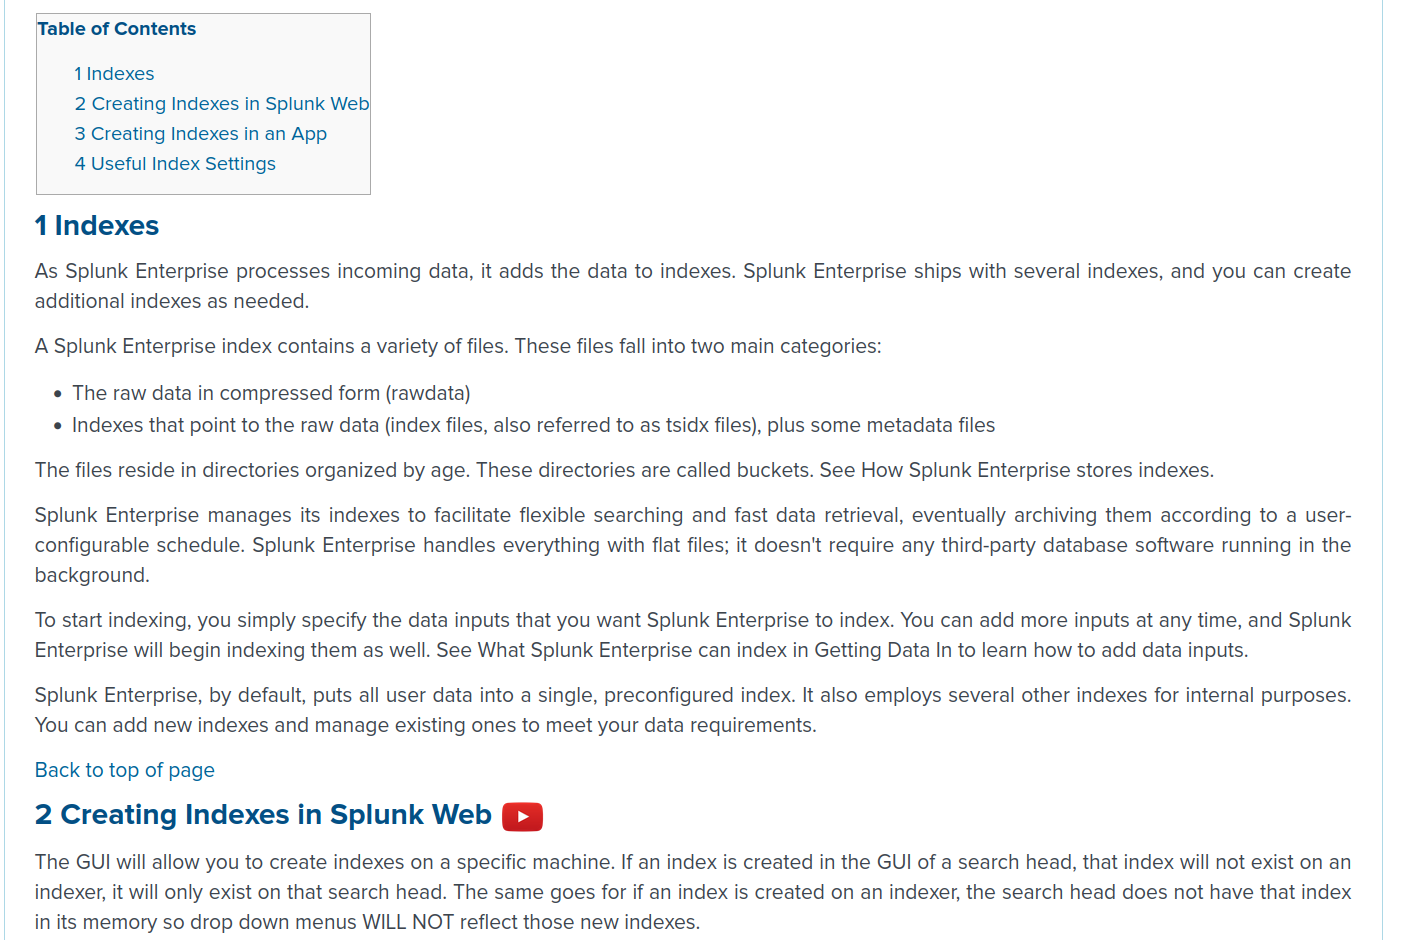 Table of Contents
1 Indexes
2 Creating Indexes in Splunk Web
3 Creating Indexes in an App
4 Useful Index Settings
1 Indexes
As Splunk Enterprise processes incoming data, it adds the data to indexes. Splunk Enterprise ships with several indexes, and you can create
additional indexes as needed.
A Splunk Enterprise index contains a variety of files. These files fall into two main categories:
• The raw data in compressed form (rawdata)
• Indexes that point to the raw data (index files, also referred to as tsidx files), plus some metadata files
The files reside in directories organized by age. These directories are called buckets. See How Splunk Enterprise stores indexes.
Splunk Enterprise manages its indexes to facilitate flexible searching and fast data retrieval, eventually archiving them according to a user-
configurable schedule. Splunk Enterprise handles everything with flat files; it doesn't require any third-party database software running in the
background.
To start indexing, you simply specify the data inputs that you want Splunk Enterprise to index. You can add more inputs at any time, and Splunk
Enterprise will begin indexing them as well. See What Splunk Enterprise can index in Getting Data In to learn how to add data inputs.
Splunk Enterprise, by default, puts all user data into a single, preconfigured index. It also employs several other indexes for internal purposes.
You can add new indexes and manage existing ones to meet your data requirements.
Back to top of page
2 Creating Indexes in Splunk Web
The GUI will allow you to create indexes on a specific machine. If an index is created in the GUI of a search head, that index will not exist on an
indexer, it will only exist on that search head. The same goes for if an index is created on an indexer, the search head does not have that index
in its memory so drop down menus WILL NOT reflect those new indexes.